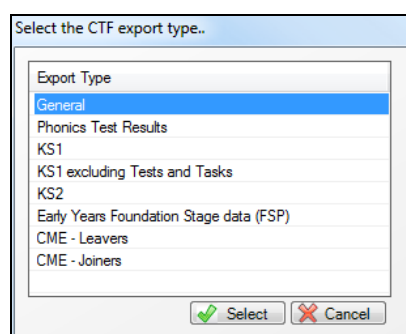 Select the CTF export type..
Export Type
General
Phonics Test Results
KS1
KS1 excluding Tests and Tasks
KS2
Early Years Foundation Stage data (FSP)
CME - Leavers
CME - Joiners
Select Cancel